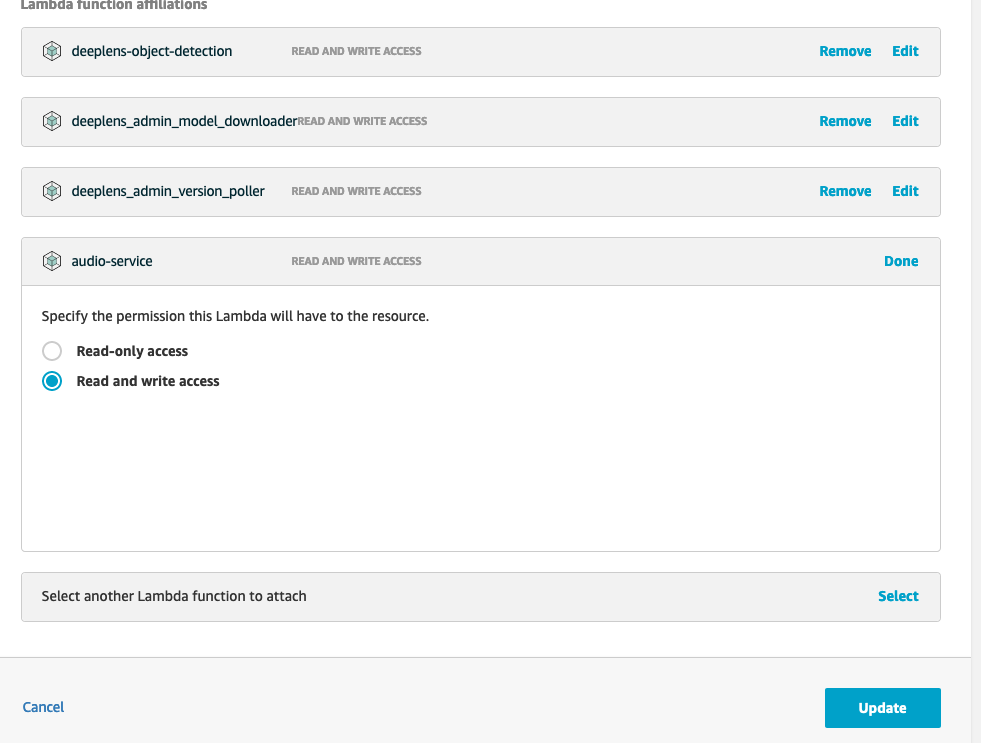 Lambda function affiliations
deeplens-object-detection READ AND WRITE ACCESS Remove Edit
deeplens_admin_model_downloader READ AND WRITE ACCESS Remove Edit
deeplens_admin_version_poller READ AND WRITE ACCESS Remove Edit
audio-service READ AND WRITE ACCESS Done
Specify the permission this Lambda will have to the resource.
Read-only access
Read and write access
Select another Lambda function to attach Select
Cancel Update